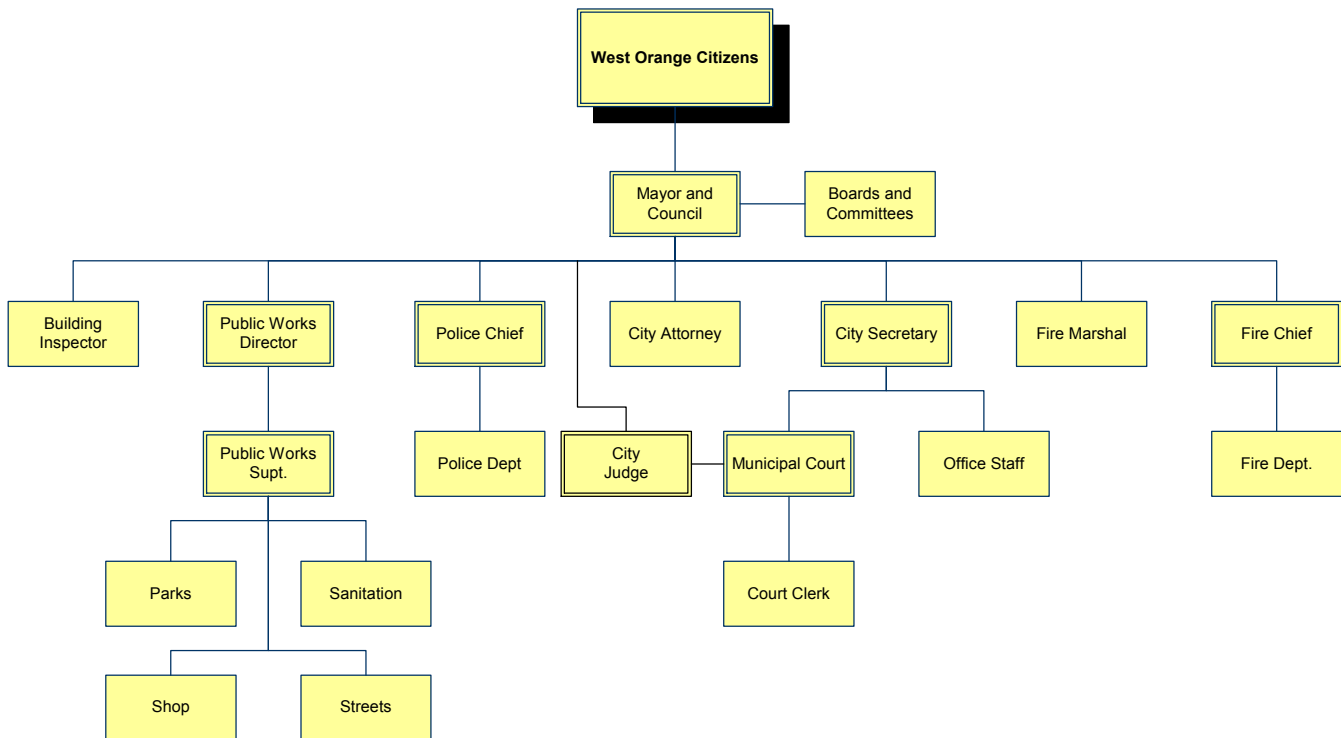 West Orange Citizens
Mayor and
Council
Boards and
Committees
Building
Inspector
Public Works
Director
Police Chief
City Attorney
City Secretary
Fire Marshal
Fire Chief
Public Works
Supt.
Police Dept
City
Judge
Municipal Court
Office Staff
Fire Dept.
Parks
Sanitation
Court Clerk
Shop
Streets